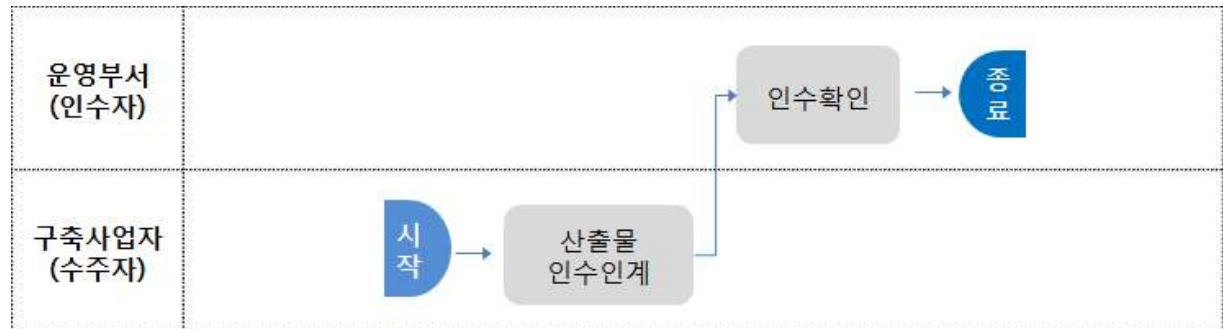 운영부서
(인수자)
인수확인
종
료
구축사업자
(수주자)
시
작
산출물
인수인계